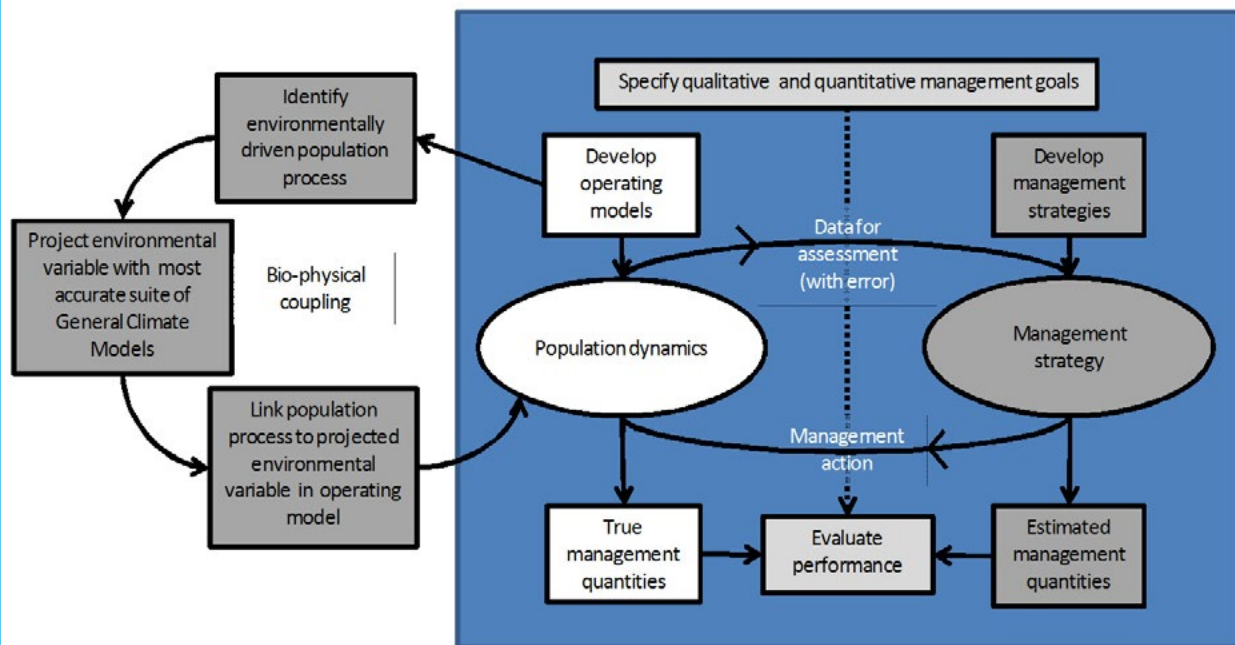 Specify qualitative and quantitative management goals
Identify
environmentally
driven population
process
Develop
operating
models
Develop
management
strategies
Project environmental
variable with most
accurate suite of
General Climate
Models
Bio-physical
coupling
Data for
assessment
(with error)
Population dynamics
Management
strategy
Link population
process to projected
environmental
variable in operating
model
Management
action
True
management
quantities
Evaluate
performance
Estimated
management
quantities